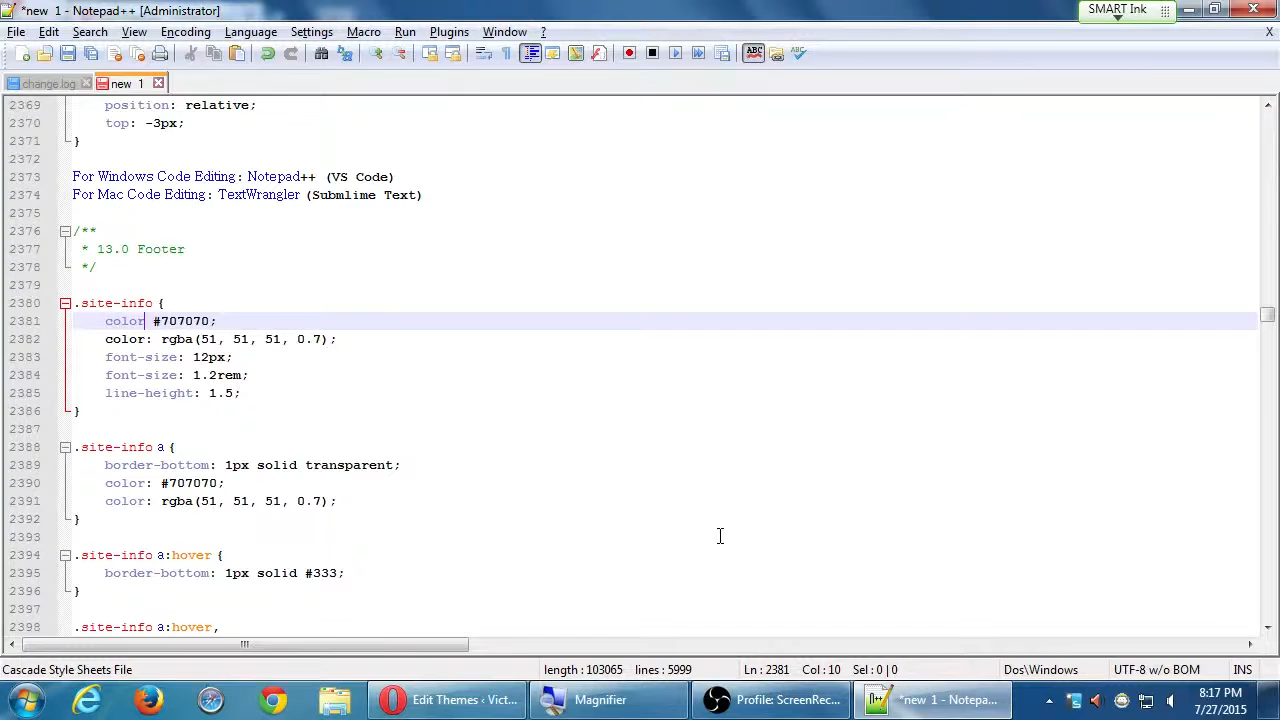 *new 1 - Notepad++ [Administrator]
SMART Ink
File Edit Search View Encoding Language Settings Macro Run Plugins Window ? X
ABC ABC
change.log new 1
2369 position: relative;
2370 top: -3px;
2371 }
2372
2373 For Windows Code Editing: Notepad++ (VS Code)
2374 For Mac Code Editing: TextWrangler (Submlime Text)
2375
2376 /**
2377 * 13.0 Footer
2378 */
2379
2380 .site-info {
2381 color #707070;
2382 color: rgba(51, 51, 51, 0.7);
2383 font-size: 12px;
2384 font-size: 1.2rem;
2385 line-height: 1.5;
2386 }
2387
2388 .site-info a {
2389 border-bottom: 1px solid transparent;
2390 color: #707070;
2391 color: rgba(51, 51, 51, 0.7);
2392 }
2393
2394 .site-info a:hover {
2395 border-bottom: 1px solid #333;
2396 }
2397
2398 .site-info a:hover,
Cascade Style Sheets File length : 103065 lines : 5999 Ln : 2381 Col : 10 Sel : 0 | 0 Dos\Windows UTF-8 w/o BOM INS
Edit Themes ‹ Vict... Magnifier Profile: ScreenRec... *new 1 - Notepa... 8:17 PM
7/27/2015